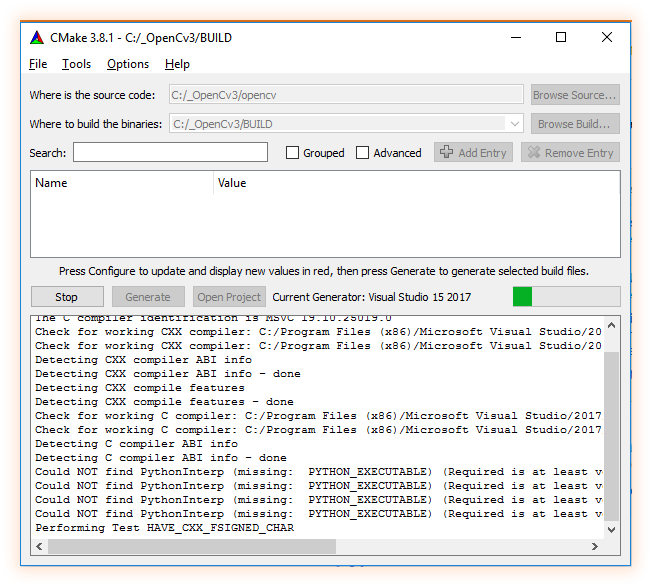 CMake 3.8.1 - C:/_OpenCv3/BUILD
File Tools Options Help
Where is the source code: C:/_OpenCv3/opencv Browse Source...
Where to build the binaries: C:/_OpenCv3/BUILD Browse Build...
Search: Grouped Advanced Add Entry Remove Entry
Name Value
Press Configure to update and display new values in red, then press Generate to generate selected build files.
Stop Generate Open Project Current Generator: Visual Studio 15 2017
The C compiler identification is MSVC 19.10.25019.0
Check for working CXX compiler: C:/Program Files (x86)/Microsoft Visual Studio/20
Check for working CXX compiler: C:/Program Files (x86)/Microsoft Visual Studio/20
Detecting CXX compiler ABI info
Detecting CXX compiler ABI info - done
Detecting CXX compile features
Detecting CXX compile features - done
Check for working C compiler: C:/Program Files (x86)/Microsoft Visual Studio/2017
Check for working C compiler: C:/Program Files (x86)/Microsoft Visual Studio/2017
Detecting C compiler ABI info
Detecting C compiler ABI info - done
Could NOT find PythonInterp (missing:  PYTHON_EXECUTABLE) (Required is at least v
Could NOT find PythonInterp (missing:  PYTHON_EXECUTABLE) (Required is at least v
Could NOT find PythonInterp (missing:  PYTHON_EXECUTABLE) (Required is at least v
Could NOT find PythonInterp (missing:  PYTHON_EXECUTABLE) (Required is at least v
Performing Test HAVE_CXX_FSIGNED_CHAR